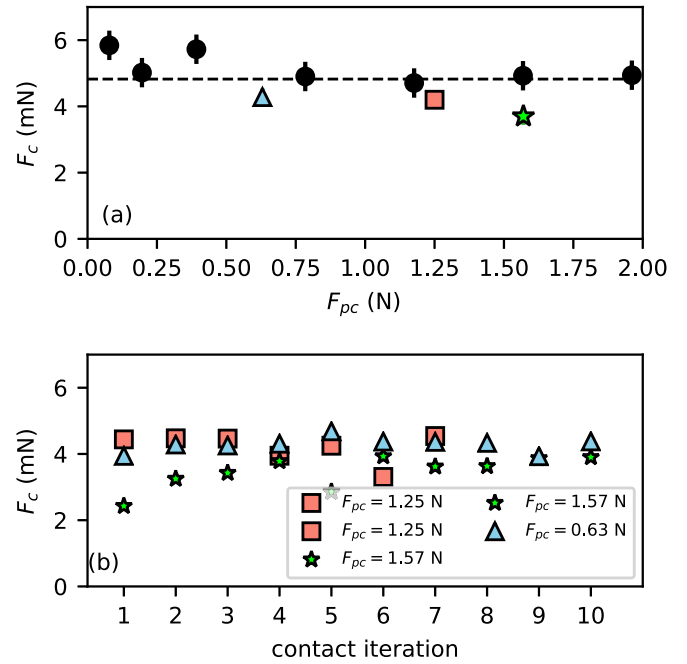 6
4
2
0
F_c (mN)
(a)
0.00 0.25 0.50 0.75 1.00 1.25 1.50 1.75 2.00
F_pc (N)
6
4
2
0
F_c (mN)
(b)
F_pc = 1.25 N F_pc = 1.57 N
F_pc = 1.25 N F_pc = 0.63 N
F_pc = 1.57 N
1 2 3 4 5 6 7 8 9 10
contact iteration